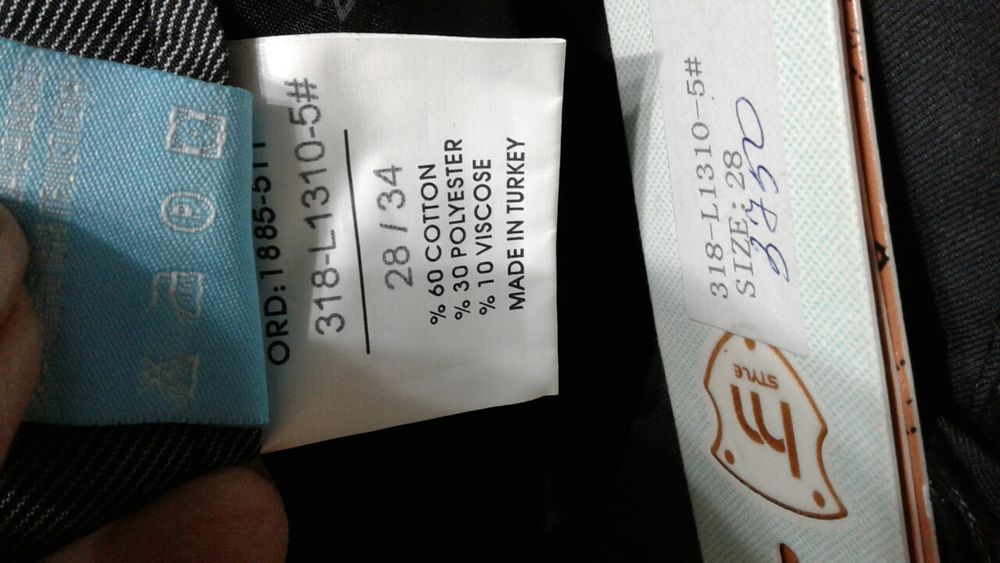 ORD: 1885-511
318-L1310-5#
28 / 34
% 60 COTTON
% 30 POLYESTER
% 10 VISCOSE
MADE IN TURKEY
P
318-L1310-5#
SIZE: 28
STYLE